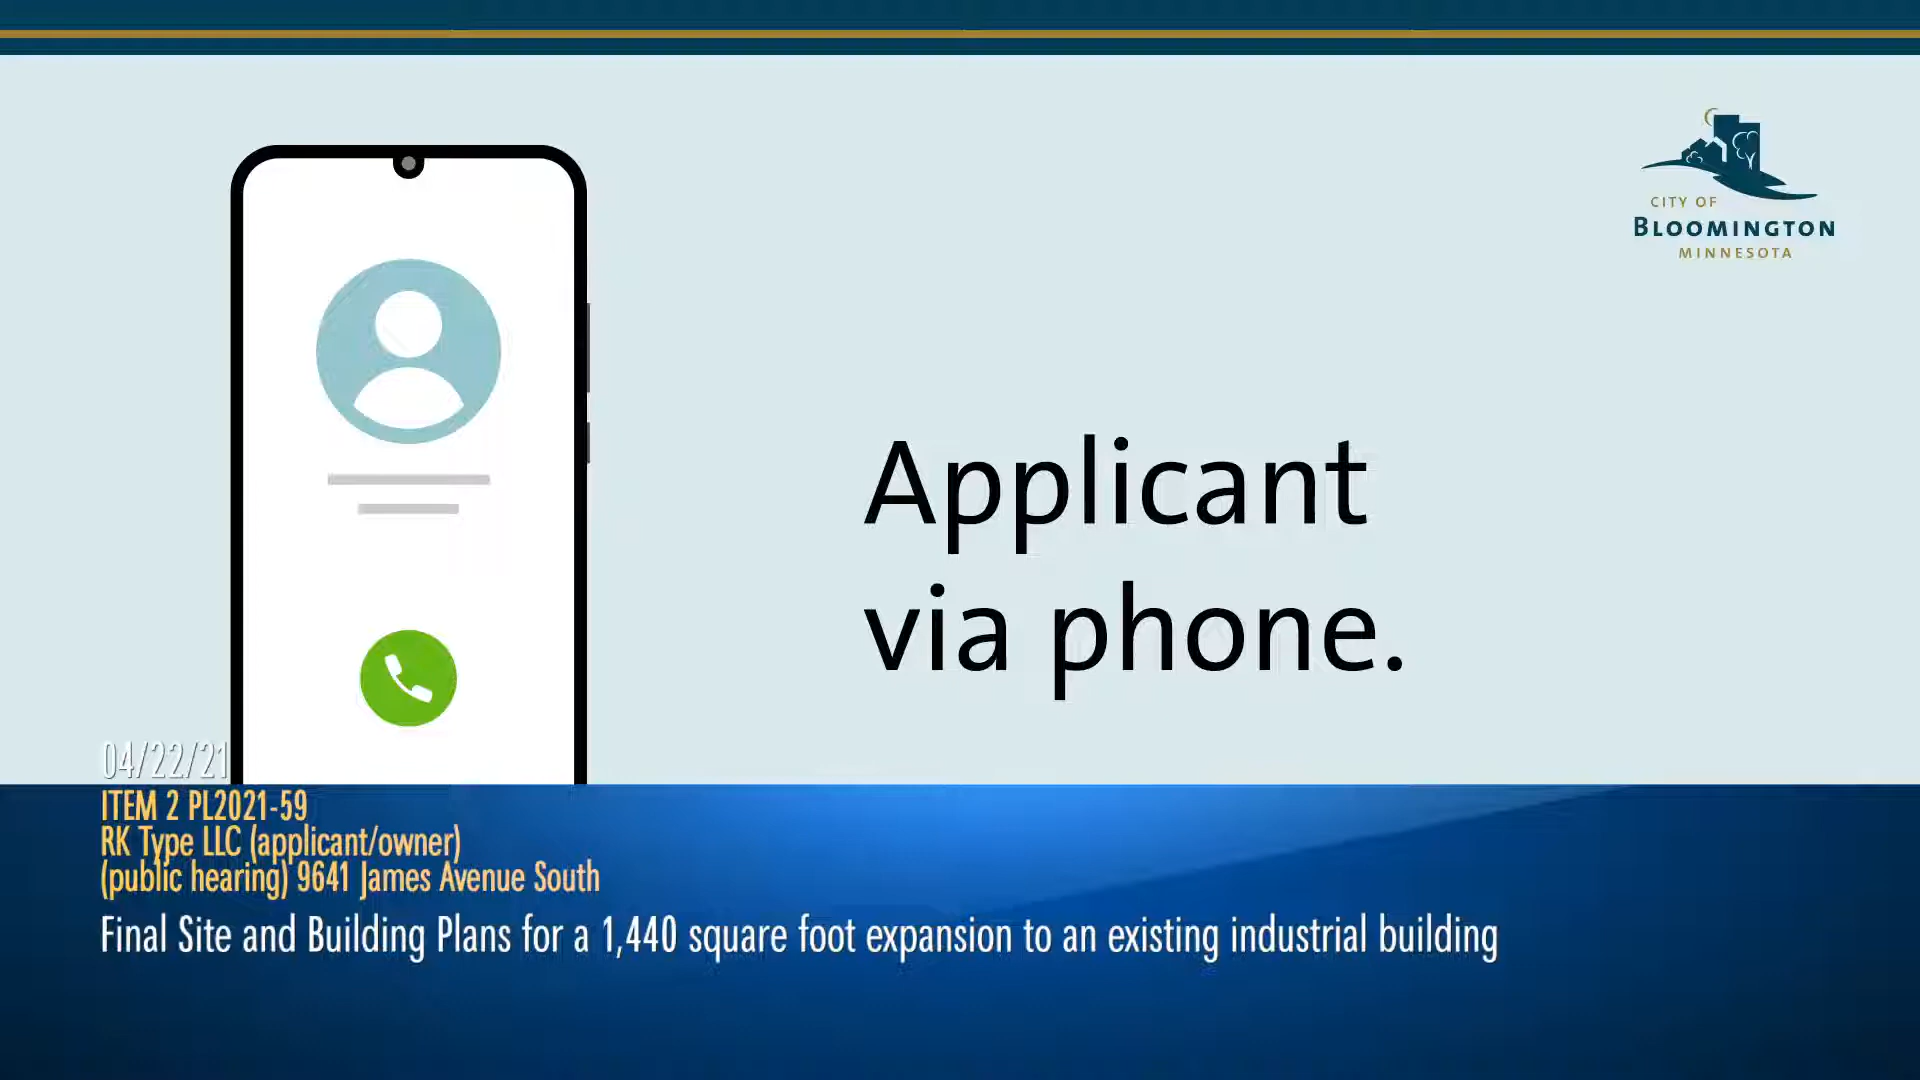 CITY OF
BLOOMINGTON
MINNESOTA
Applicant
via phone.
04/22/21
ITEM 2 PL2021-59
RK Type LLC (applicant/owner)
(public hearing) 9641 James Avenue South
Final Site and Building Plans for a 1,440 square foot expansion to an existing industrial building